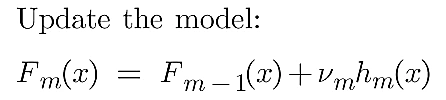 Update the model:
F_m(x) = F_{m-1}(x) + ν_m h_m(x)